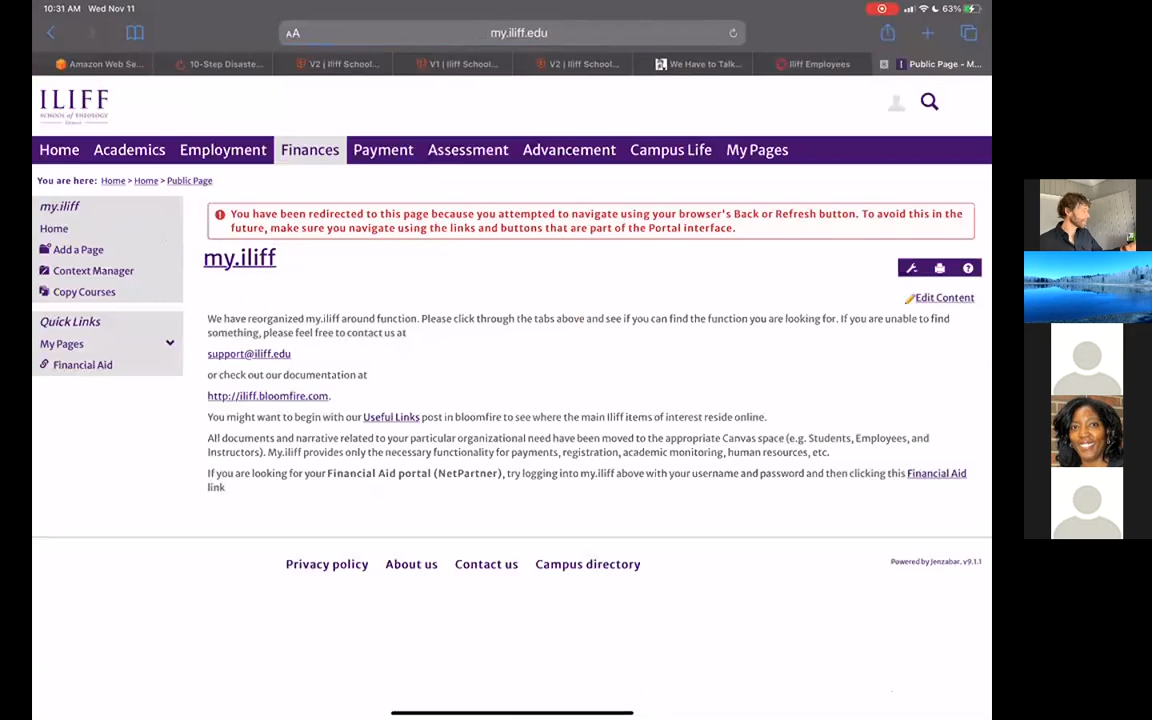 10:31 AM Wed Nov 11
63%
AA
my.iliff.edu
Amazon Web Se...
10-Step Disaste...
V2 | Iliff School...
V1 | Iliff School...
V2 | Iliff School...
We Have to Talk...
Iliff Employees
Public Page - M...
ILIFF
SCHOOL of THEOLOGY
Home Academics Employment Finances Payment Assessment Advancement Campus Life My Pages
You are here: Home > Home > Public Page
my.iliff
Home
Add a Page
Context Manager
Copy Courses
Quick Links
My Pages
Financial Aid
You have been redirected to this page because you attempted to navigate using your browser's Back or Refresh button. To avoid this in the
future, make sure you navigate using the links and buttons that are part of the Portal interface.
my.iliff
Edit Content
We have reorganized my.iliff around function. Please click through the tabs above and see if you can find the function you are looking for. If you are unable to find
something, please feel free to contact us at
support@iliff.edu
or check out our documentation at
http://iliff.bloomfire.com.
You might want to begin with our Useful Links post in bloomfire to see where the main Iliff items of interest reside online.
All documents and narrative related to your particular organizational need have been moved to the appropriate Canvas space (e.g. Students, Employees, and
Instructors). My.iliff provides only the necessary functionality for payments, registration, academic monitoring, human resources, etc.
If you are looking for your Financial Aid portal (NetPartner), try logging into my.iliff above with your username and password and then clicking this Financial Aid
link
Privacy policy About us Contact us Campus directory
Powered by Jenzabar. v9.1.1